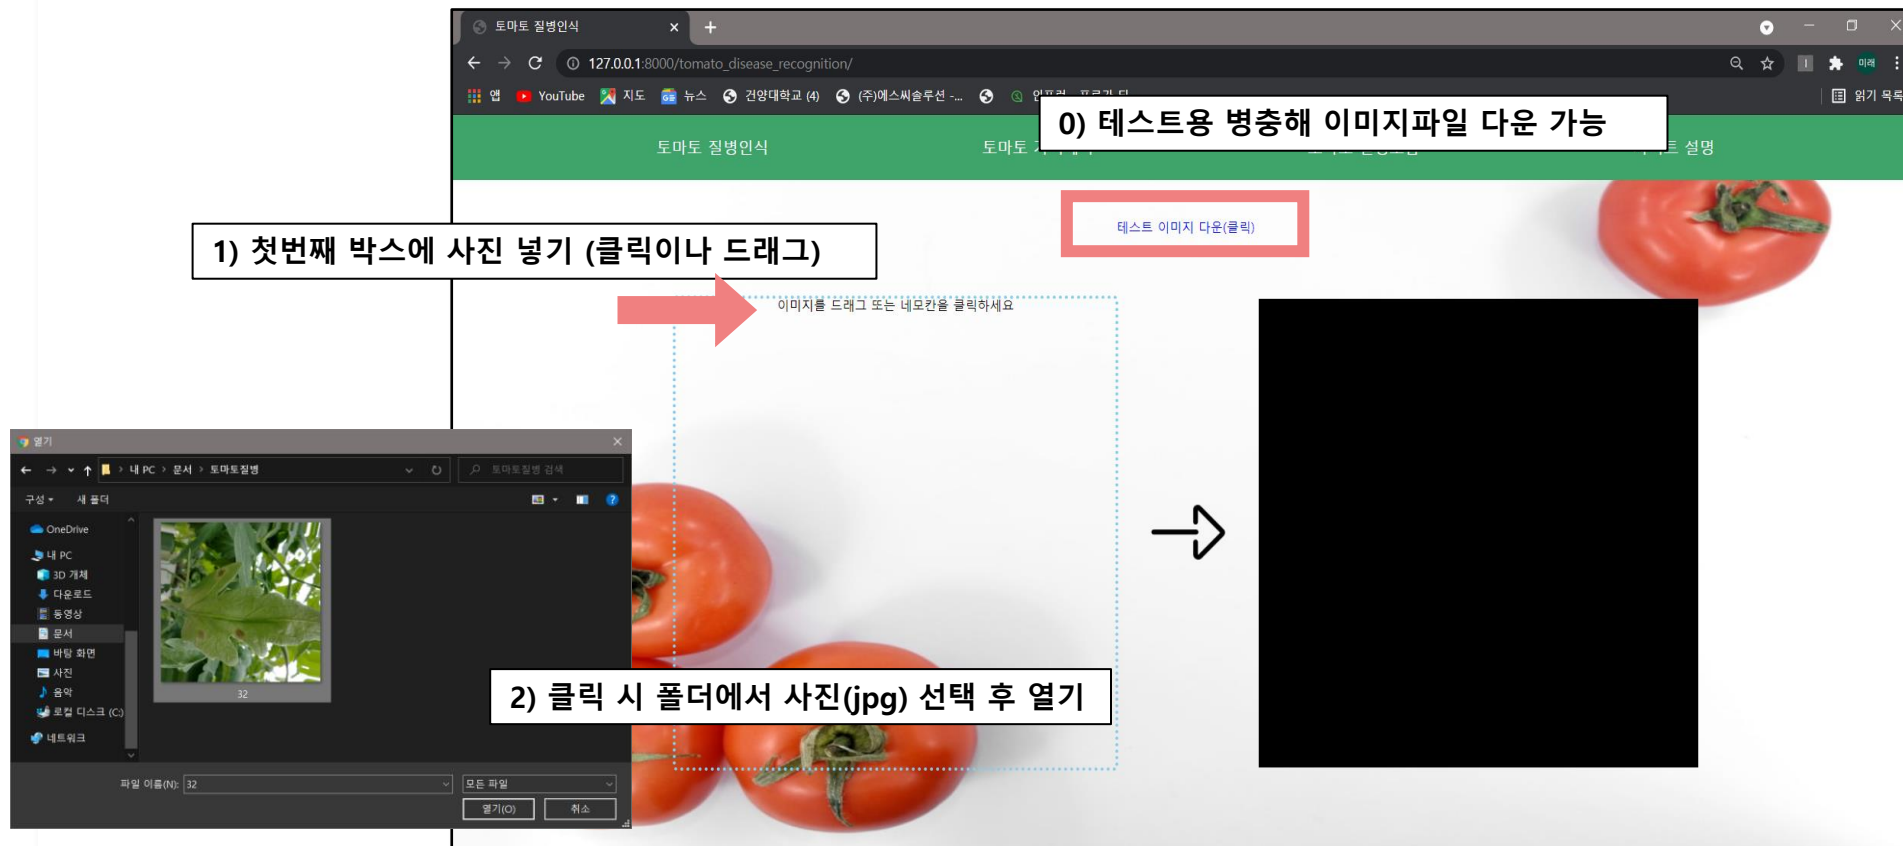 토마토 질병인식
127.0.0.1:8000/tomato_disease_recognition/
미래
앱 YouTube 지도 뉴스 건양대학교 (4) (주)에스씨솔루션 -... 읽기 목록
0) 테스트용 병충해 이미지파일 다운 가능
토마토 질병인식 토마토 설명
테스트 이미지 다운(클릭)
1) 첫번째 박스에 사진 넣기 (클릭이나 드래그)
이미지를 드래그 또는 네모칸을 클릭하세요
열기
내 PC > 문서 > 토마토질병
토마토질병 검색
구성 새 폴더
OneDrive
내 PC
3D 개체
다운로드
동영상
문서
바탕 화면
사진
음악
로컬 디스크 (C:)
네트워크
32
2) 클릭 시 폴더에서 사진(jpg) 선택 후 열기
파일 이름(N): 32
모든 파일
열기(O) 취소